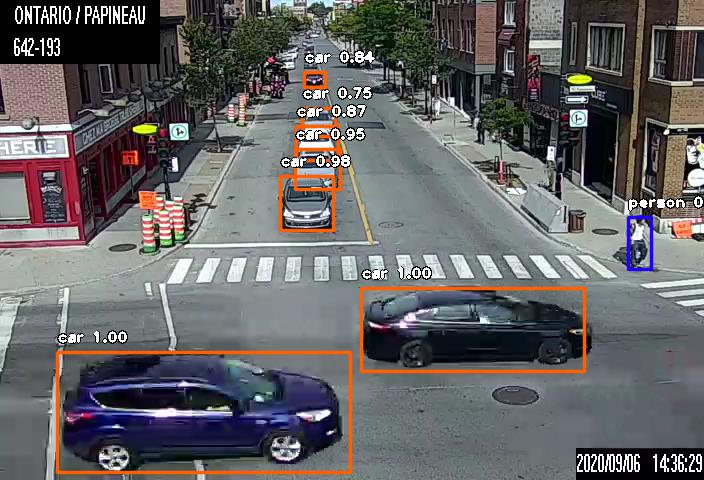 ONTARIO / PAPINEAU
642-193
car 0.84
car 0.75
car 0.87
car 0.95
car 0.98
HERIE
person 0
car 1.00
car 1.00
2020/09/06 14:36:29